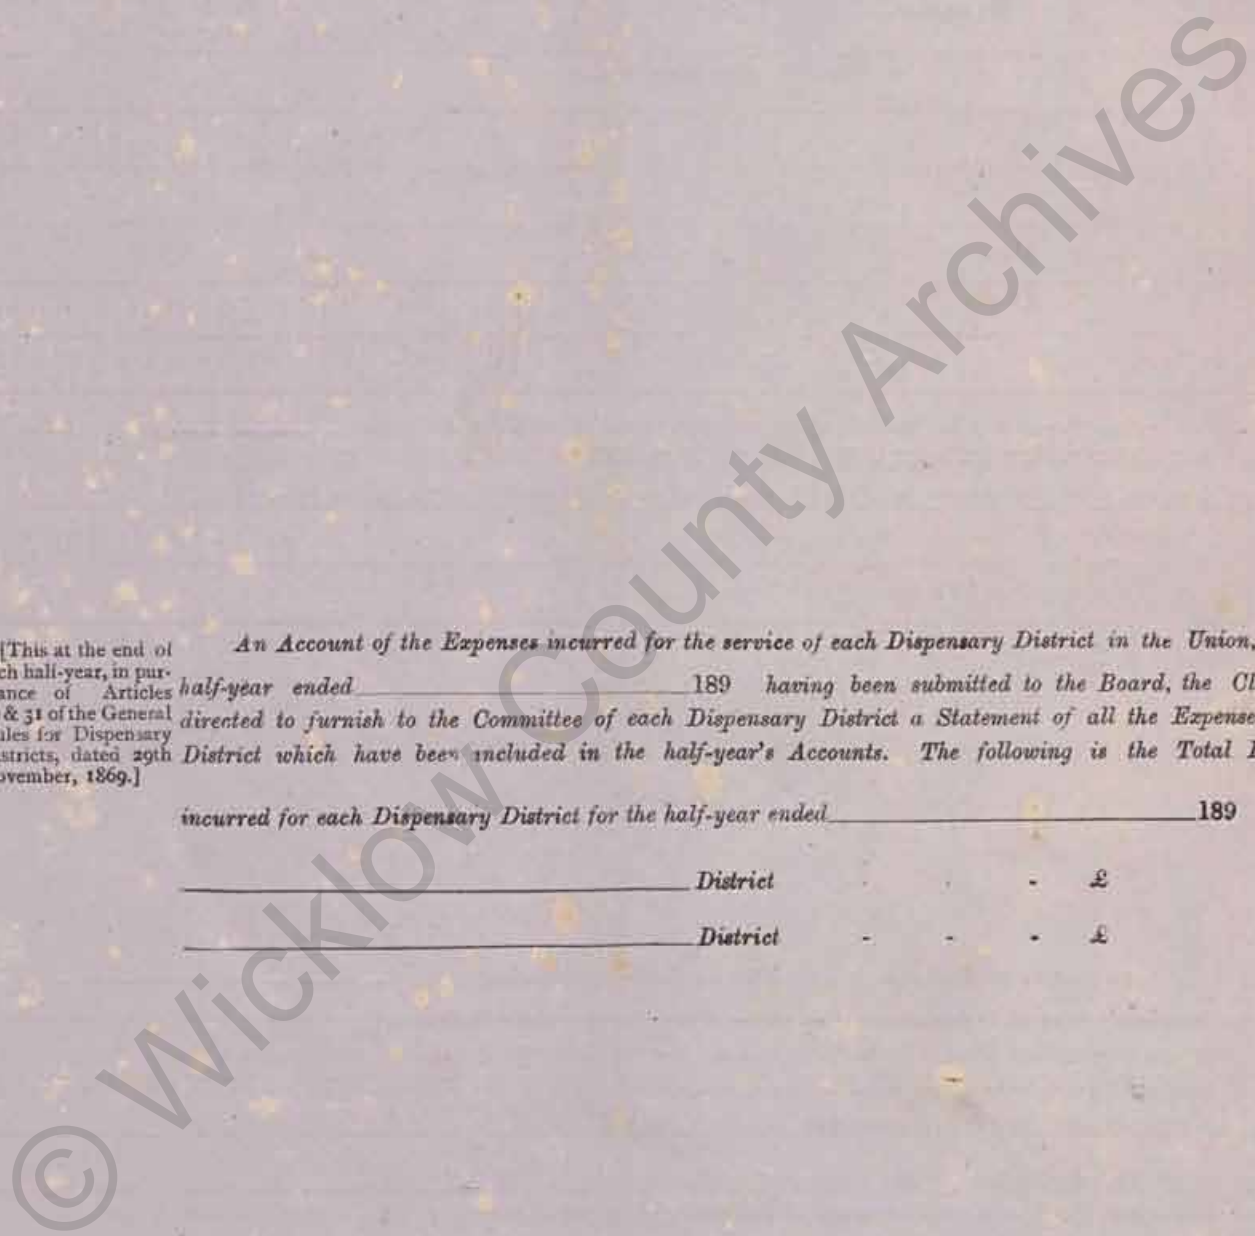 [This at the end of
ch half-year, in pur-
ance of Articles
& 31 of the General
ules for Dispensary
stricts, dated 29th
ovember, 1869.]
An Account of the Expenses incurred for the service of each Dispensary District in the Union,
half-year ended 189 having been submitted to the Board, the Cl
dirented to furnish to the Committee of each Dispensary District a Statement of all the Expense
District which have been included in the half-year's Accounts. The following is the Total
incurred for each Dispensary District for the half-year ended 189
District - - - £
District - - - £
© Wicklow County Archives